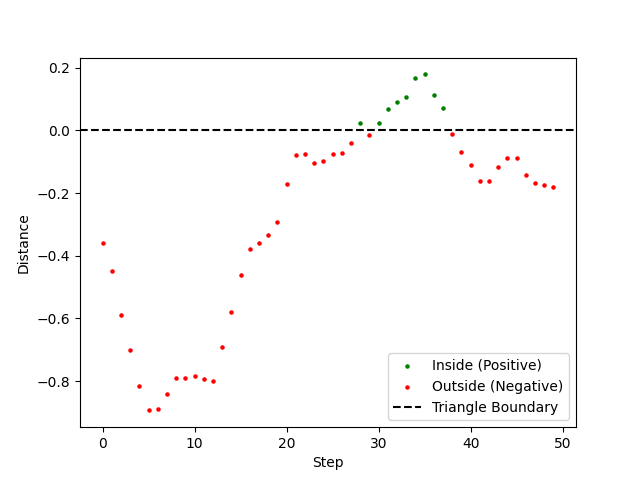 0.2
0.0
−0.2
−0.4
−0.6
−0.8
Distance
Inside (Positive)
Outside (Negative)
Triangle Boundary
0 10 20 30 40 50
Step